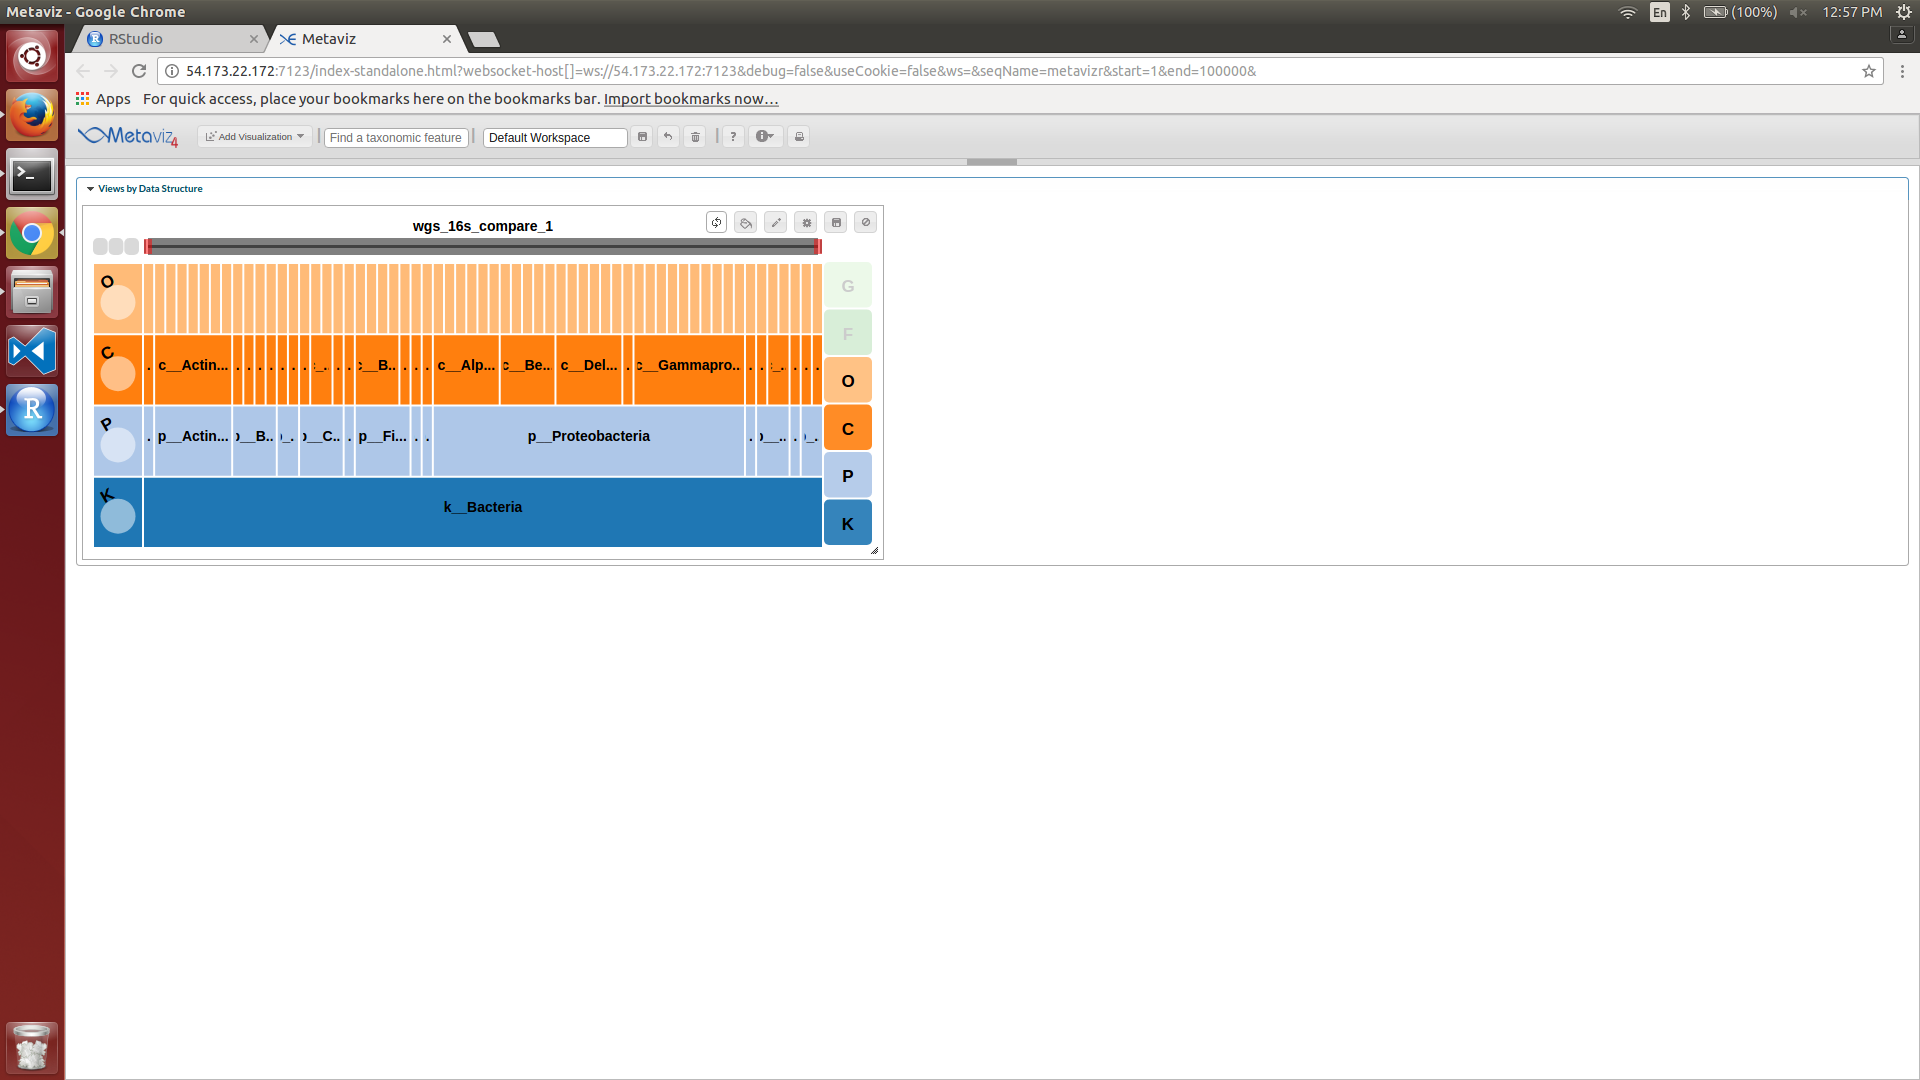 Metaviz - Google Chrome
En (100%) 12:57 PM
RStudio Metaviz
54.173.22.172:7123/index-standalone.html?websocket-host[]=ws://54.173.22.172:7123&debug=false&useCookie=false&ws=&seqName=metavizr&start=1&end=100000&
Apps For quick access, place your bookmarks here on the bookmarks bar. Import bookmarks now...
Metaviz4 Add Visualization | Find a taxonomic feature | Default Workspace | ?
Views by Data Structure
wgs_16s_compare_1
O G
F
C . c__Actin... . . . . . . . :_.. . . :__B.. . . . c__Alp... c__Be... c__Del... . c__Gammapro... . . :_.. . . .
O
P . p__Actin... p__B... p_.. p__C... . p__Fi... . . p__Proteobacteria . p__... . p_.
C
K k__Bacteria P
K